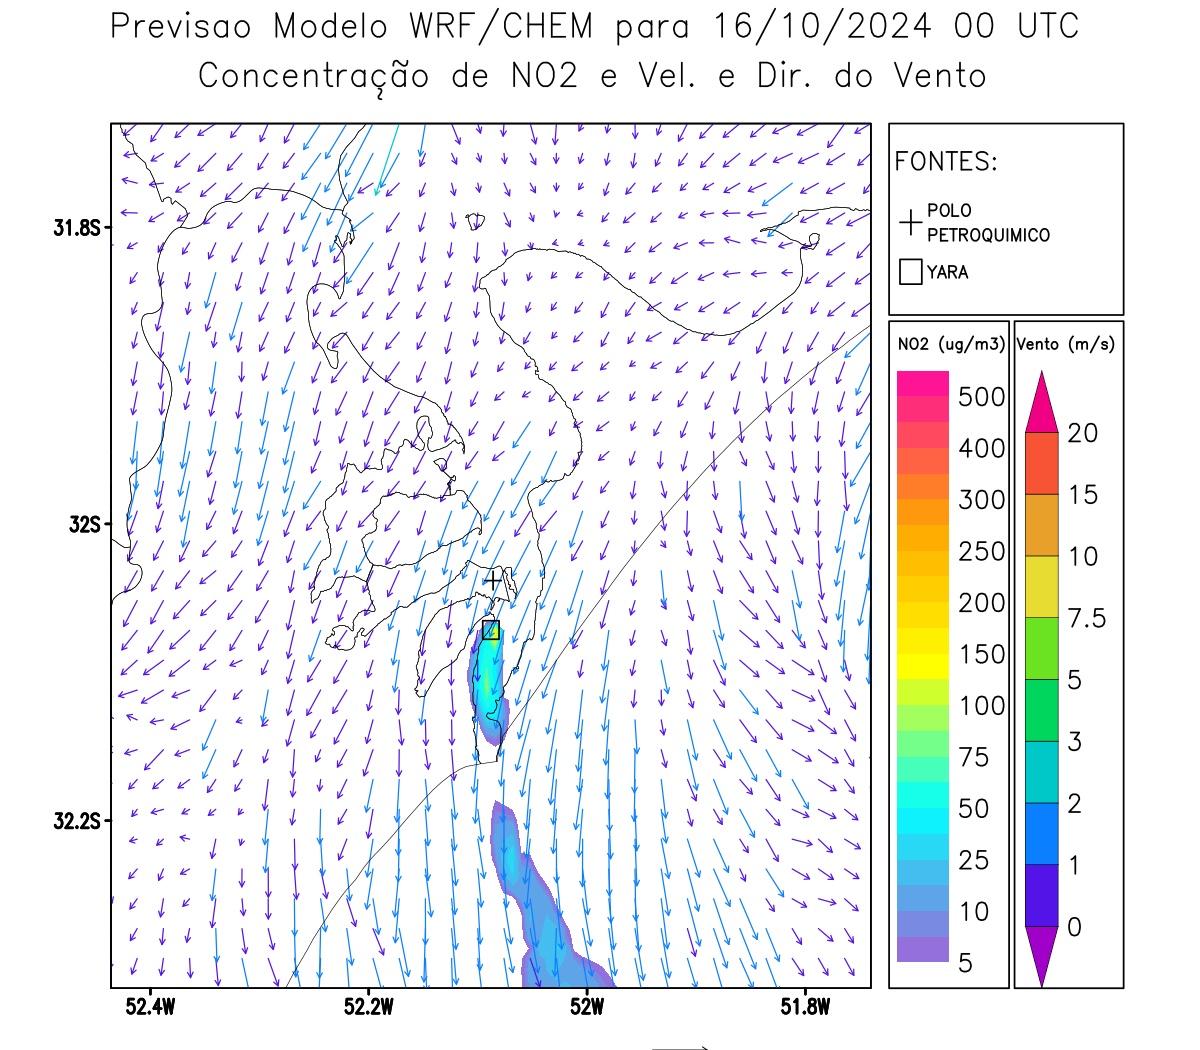 Previsao Modelo WRF/CHEM para 16/10/2024 00 UTC
Concentração de NO2 e Vel. e Dir. do Vento
FONTES:
POLO
PETROQUIMICO
YARA
NO2 (ug/m3)
500
400
300
250
200
150
100
75
50
25
10
5
Vento (m/s)
20
15
10
7.5
5
3
2
1
0
31.8S
32S
32.2S
52.4W
52.2W
52W
51.8W